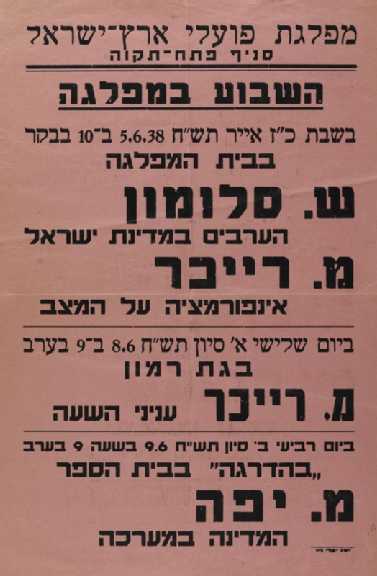 מפלגת פועלי ארץ־ישראל
סניף פתח־תקוה
השבוע במפלגה
בשבת כ״ז אייר תש״ח 5.6.38 ב־10 בבקר
בבית המפלגה
ש. סלומון
הערבים במדינת ישראל
מ. רייכר
אינפורמציה על המצב
ביום שלישי א׳ סיון תש״ח 8.6 ב־9 בערב
בגת רמון
מ. רייכר עניני השעה
ביום רביעי ב׳ סיון תש״ח 9.6 בשעה 9 בערב
„בהדרגה״ בבית הספר
מ. יפה
המדינה במערכה